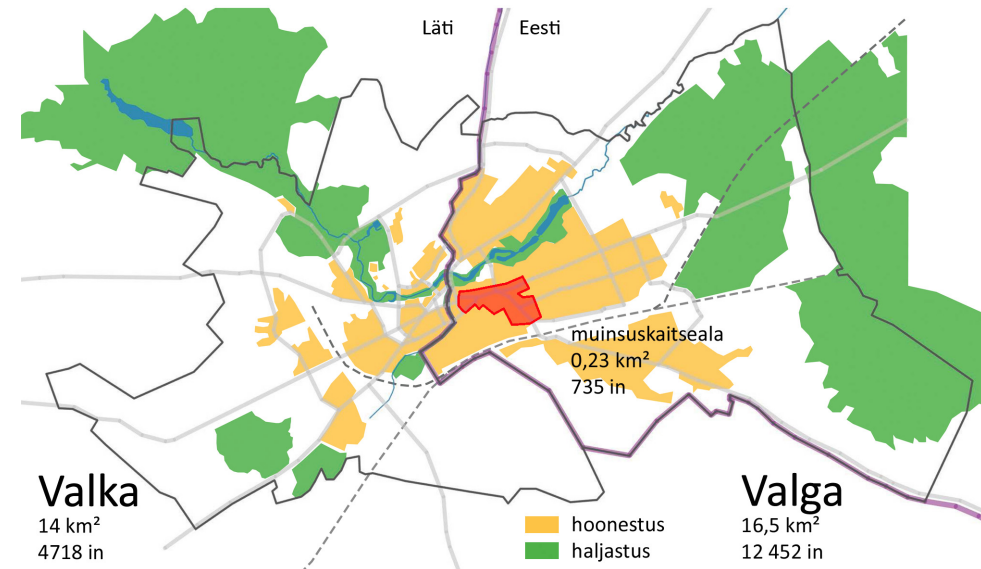 Läti
Eesti
muinsuskaitseala
0,23 km²
735 in
Valka
14 km²
4718 in
Valga
16,5 km²
12 452 in
hoonestus
haljastus